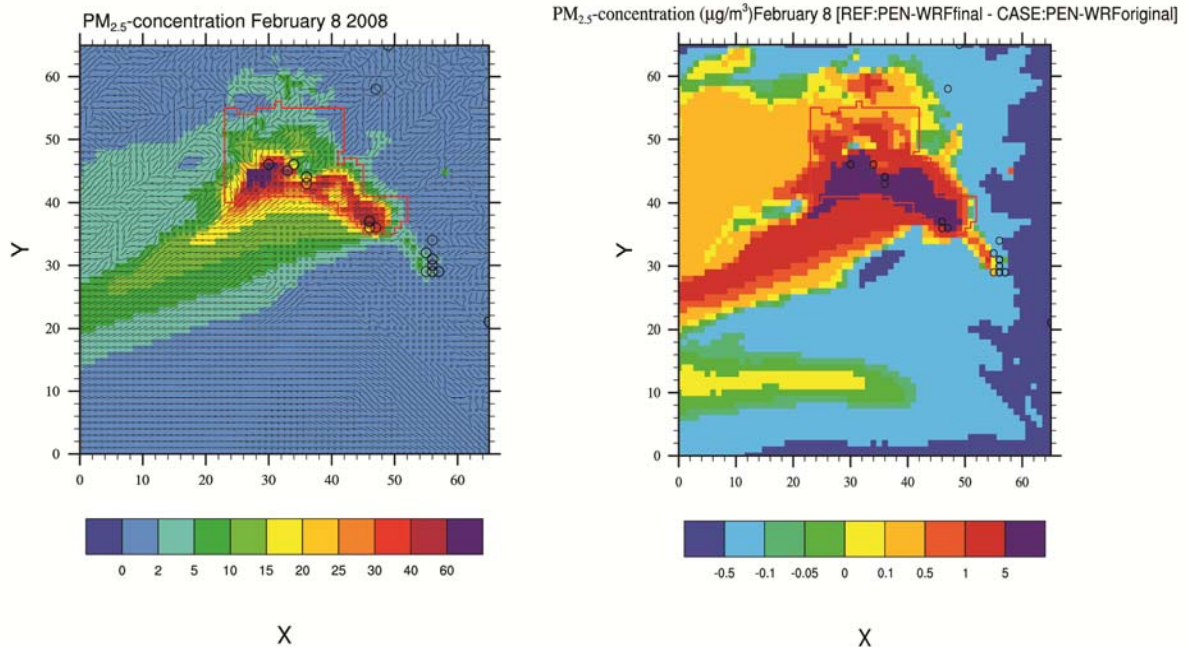 PM2.5-concentration February 8 2008
Y
60
50
40
30
20
10
0
0 10 20 30 40 50 60
0 2 5 10 15 20 25 30 40 60
X
PM2.5-concentration (µg/m³)February 8 [REF:PEN-WRFfinal - CASE:PEN-WRForiginal]
Y
60
50
40
30
20
10
0
0 10 20 30 40 50 60
-0.5 -0.1 -0.05 0 0.1 0.5 1 5
X